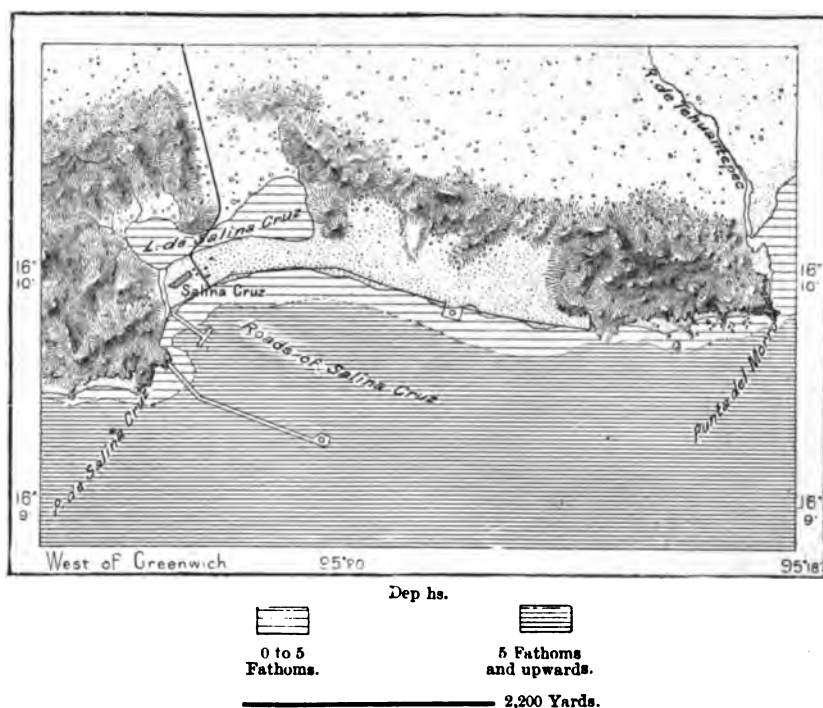 R. de Tehuantepec
L. de Salina Cruz
16°
10'
Salina Cruz
16°
10'
Roads of Salina Cruz
Punta del Morro
P. de Salina Cruz
16°
9'
16°
9'
West of Greenwich
95°20
95°18'
Dep hs.
0 to 5
Fathoms.
5 Fathoms
and upwards.
2,200 Yards.